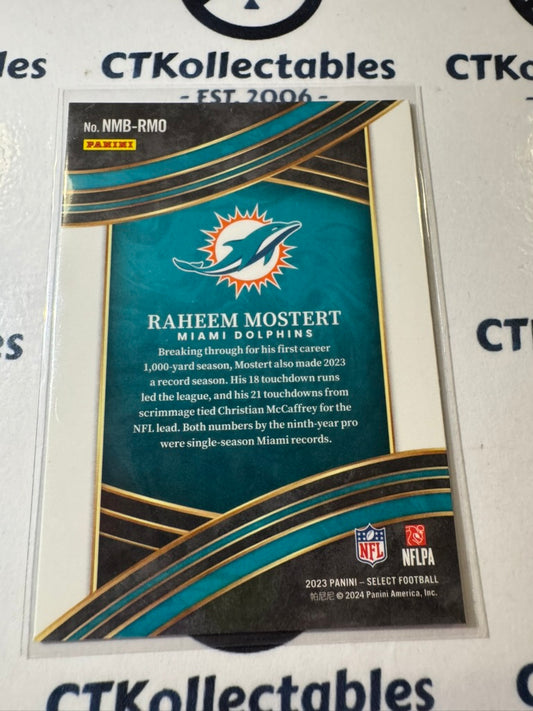 les
CTKollectables
CTKo
- EST. 2006 -
No. NMB-RMO
PANINI
RAHEEM MOSTERT
MIAMI DOLPHINS
Breaking through for his first career
1,000-yard season, Mostert also made 2023
a record season. His 18 touchdown runs
led the league, and his 21 touchdowns from
scrimmage tied Christian McCaffrey for the
NFL lead. Both numbers by the ninth-year pro
were single-season Miami records.
s
CTK
NFL
NFLPA
2023 PANINI – SELECT FOOTBALL
帕尼尼 © 2024 Panini America, Inc.
CTKollectables